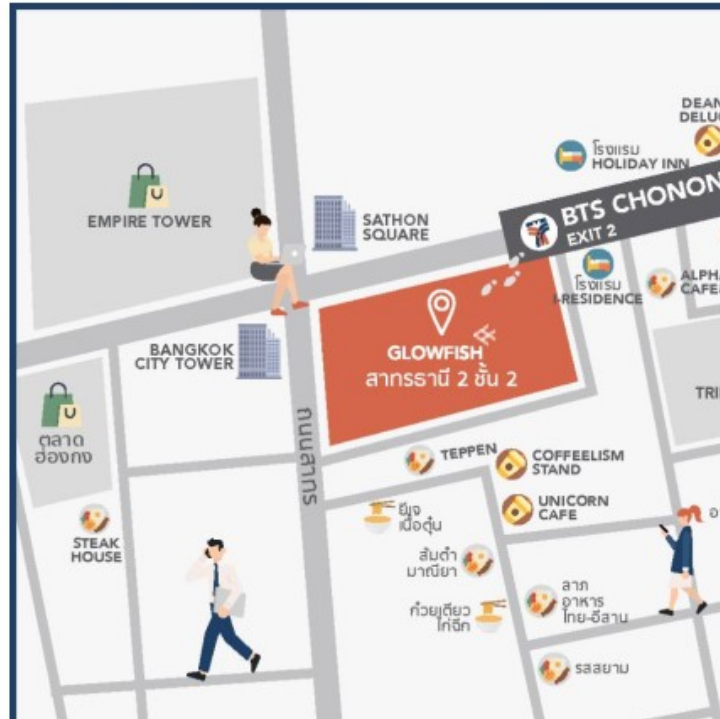 DEAN
DELU
โรงแรม
HOLIDAY INN
EMPIRE TOWER
SATHON
SQUARE
BTS CHONON
EXIT 2
โรงแรม
I-RESIDENCE
ALPHA
CAFE
BANGKOK
CITY TOWER
GLOWFISH
สาทรธานี 2 ชั้น 2
TRI
ตลาด
ฮ่องกง
ถนนสาทร
TEPPEN
COFFEELISM
STAND
UNICORN
CAFE
STEAK
HOUSE
ยีเจ
เนื้อตุ๋น
ส้มตำ
มาณียา
ก๋วยเตียว
ไก่ฉีก
ลาภ
อาหาร
ไทย-อีสาน
รสสยาม